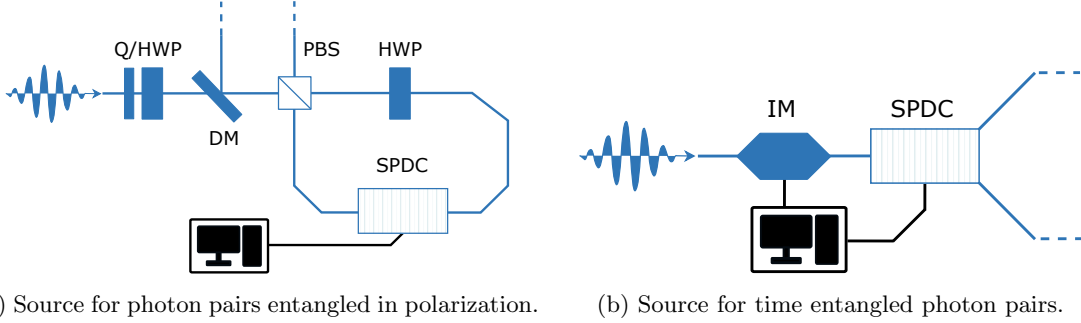 Q/HWP
PBS
HWP
DM
SPDC
IM
SPDC
) Source for photon pairs entangled in polarization.
(b) Source for time entangled photon pairs.